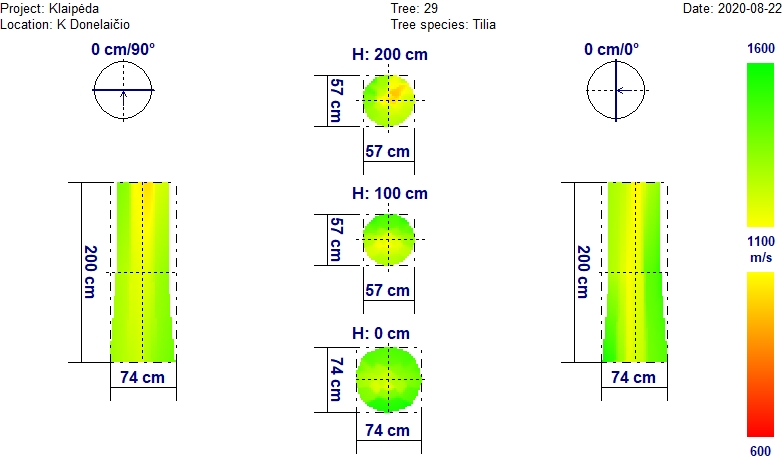 Project: Klaipėda
Tree: 29
Date: 2020-08-22
Location: K Donelaičio
Tree species: Tilia
0 cm/90°
H: 200 cm
0 cm/0°
1600
57 cm
57 cm
H: 100 cm
57 cm
57 cm
200 cm
200 cm
1100
m/s
H: 0 cm
74 cm
74 cm
74 cm
74 cm
600